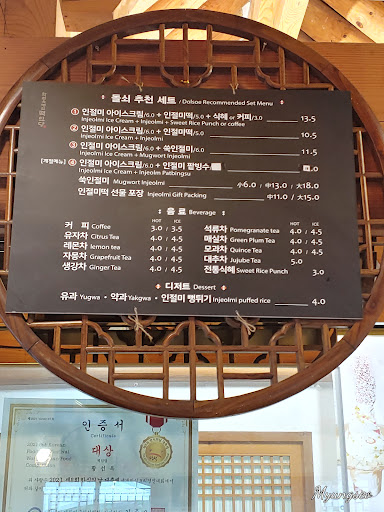 돌쇠 추천 세트 / Dolsoe Recommended Set Menu
① 인절미 아이스크림/6.0 + 인절미떡/5.0 + 식혜 or 커피/3.0 13.5
Injeolmi Ice Cream + Injeolmi + Sweet Rice Punch or coffee
② 인절미 아이스크림/6.0 + 인절미떡/5.0 10.5
Injeolmi Ice Cream + Injeolmi
③ 인절미 아이스크림/6.0 + 쑥인절미/6.0 11.5
Injeolmi Ice Cream + Mugwort Injeolmi
[계절메뉴] ④ 인절미 아이스크림/6.0 + 인절미 팥빙수
Injeolmi Ice Cream + Injeolmi Patbingsu
쑥인절미 Mugwort Injeolmi 小6.0 / 中13.0 / 大18.0
인절미떡 선물 포장 Injeolmi Gift Packing 中11.0 / 大15.0
음 료 Beverage
HOT ICE
커 피 Coffee 3.0 / 3.5
유자차 Citrus Tea 4.0 / 4.5
레몬차 lemon tea 4.0 / 4.5
자몽차 Grapefruit Tea 4.0 / 4.5
생강차 Ginger Tea 4.0 / 4.5
HOT ICE
석류차 Pomegranate tea 4.0 / 4.5
매실차 Green Plum Tea 4.0 / 4.5
모과차 Quince Tea 4.0 / 4.5
대추차 Jujube Tea 5.0
전통식혜 Sweet Rice Punch 3.0
디저트 Dessert
유과 Yugwa · 약과 Yakgwa · 인절미 뻥튀기 Injeolmi puffed rice 4.0
인증서
Certificate
대상
Myungsoo